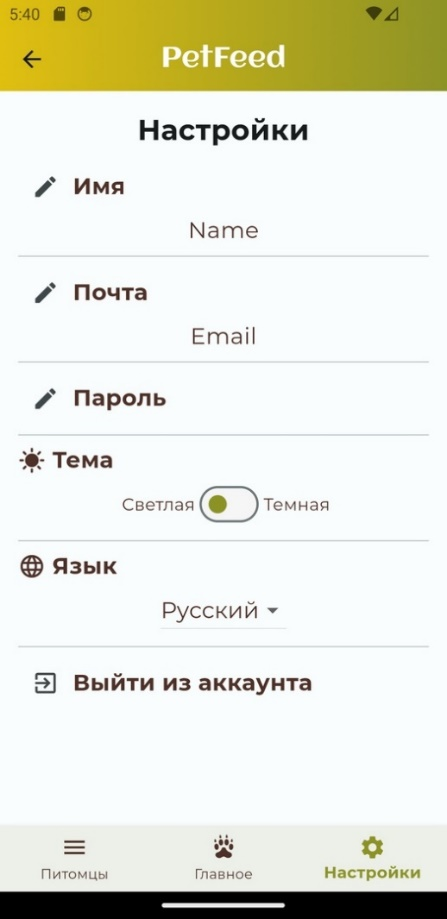 5:40
PetFeed
Настройки
Имя
Name
Почта
Email
Пароль
Тема
Светлая Темная
Язык
Русский
Выйти из аккаунта
Питомцы Главное Настройки